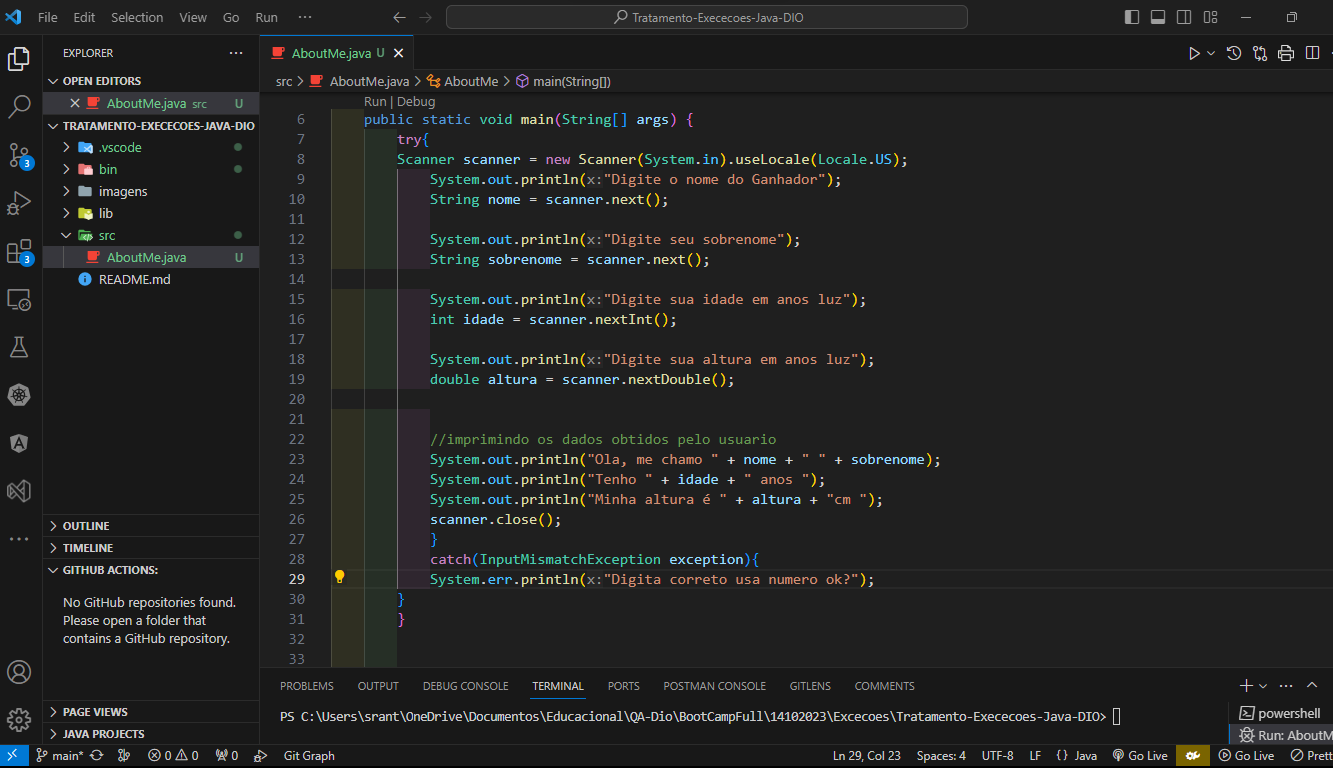 File Edit Selection View Go Run ··· Tratamento-Exececoes-Java-DIO
EXPLORER ···
OPEN EDITORS
AboutMe.java src U
TRATAMENTO-EXECECOES-JAVA-DIO
.vscode
bin
imagens
lib
src
AboutMe.java U
README.md
OUTLINE
TIMELINE
GITHUB ACTIONS:
No GitHub repositories found.
Please open a folder that
contains a GitHub repository.
PAGE VIEWS
JAVA PROJECTS
3
3
AboutMe.java U
src > AboutMe.java > AboutMe > main(String[])
Run | Debug
6 public static void main(String[] args) {
7 try{
8 Scanner scanner = new Scanner(System.in).useLocale(Locale.US);
9 System.out.println(x:"Digite o nome do Ganhador");
10 String nome = scanner.next();
11
12 System.out.println(x:"Digite seu sobrenome");
13 String sobrenome = scanner.next();
14
15 System.out.println(x:"Digite sua idade em anos luz");
16 int idade = scanner.nextInt();
17
18 System.out.println(x:"Digite sua altura em anos luz");
19 double altura = scanner.nextDouble();
20
21
22 //imprimindo os dados obtidos pelo usuario
23 System.out.println("Ola, me chamo " + nome + " " + sobrenome);
24 System.out.println("Tenho " + idade + " anos ");
25 System.out.println("Minha altura é " + altura + "cm ");
26 scanner.close();
27 }
28 catch(InputMismatchException exception){
29 System.err.println(x:"Digita correto usa numero ok?");
30 }
31 }
32
33
PROBLEMS OUTPUT DEBUG CONSOLE TERMINAL PORTS POSTMAN CONSOLE GITLENS COMMENTS
PS C:\Users\srant\OneDrive\Documentos\Educacional\QA-Dio\BootCampFull\14102023\Excecoes\Tratamento-Exececoes-Java-DIO>
powershell
Run: AboutM
main* 0 0 0 Git Graph Ln 29, Col 23 Spaces: 4 UTF-8 LF {} Java Go Live Go Live Prett